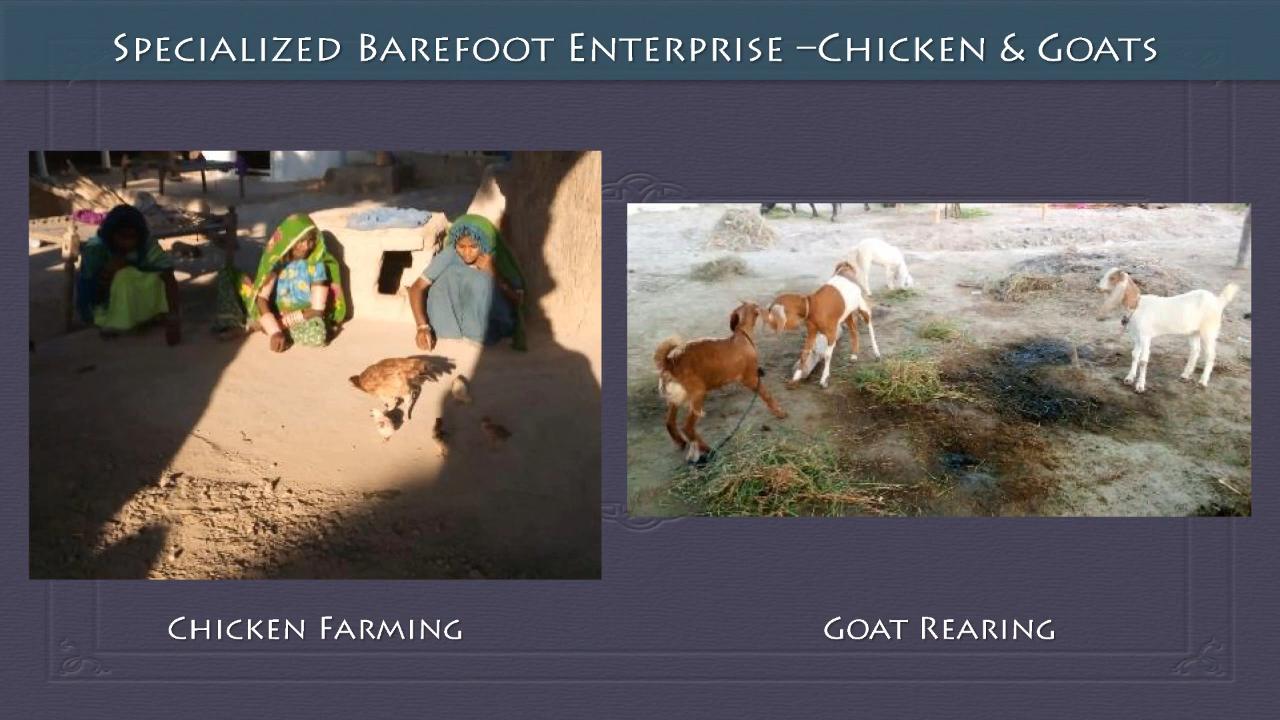 Specialized Barefoot Enterprise –Chicken & Goats
Chicken Farming
Goat Rearing